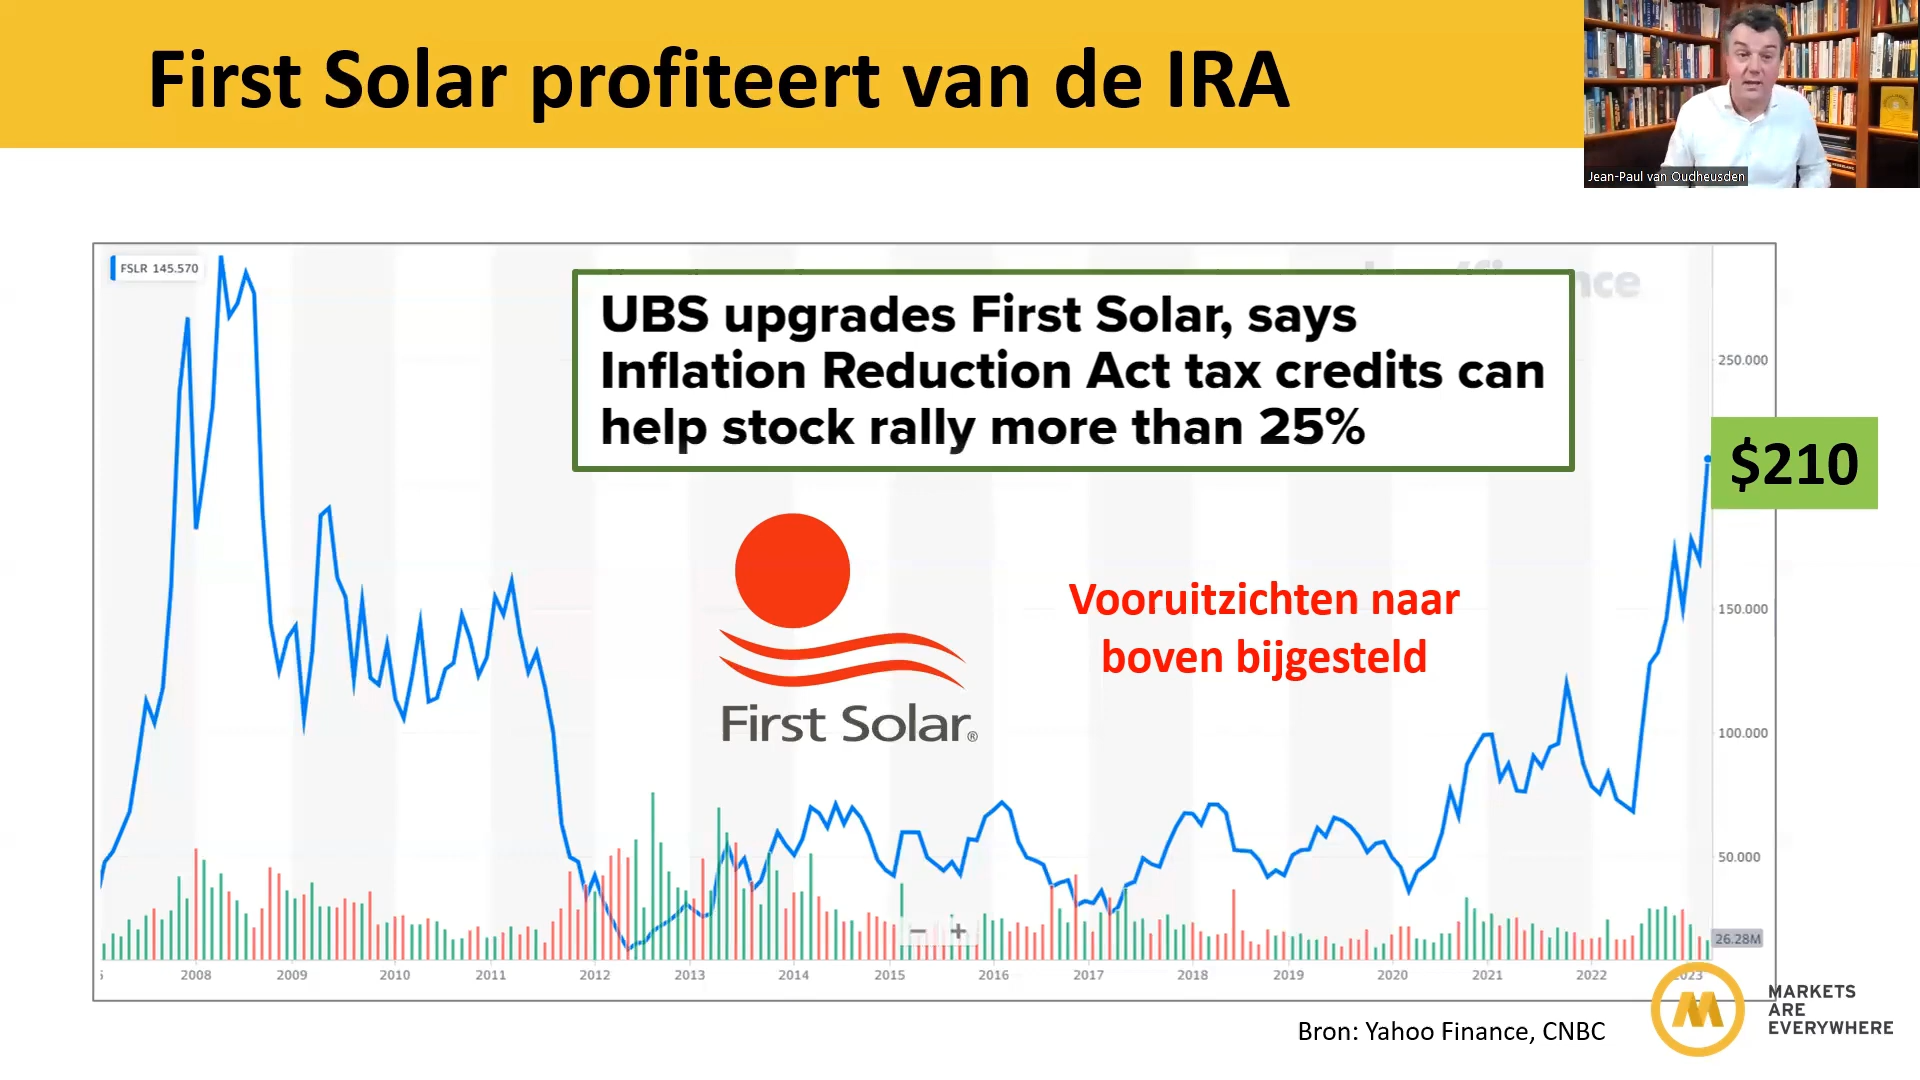 First Solar profiteert van de IRA
Jean-Paul van Oudheusden
FSLR 145.570
UBS upgrades First Solar, says
Inflation Reduction Act tax credits can
help stock rally more than 25%
250.000
$210
Vooruitzichten naar
boven bijgesteld
150.000
First Solar®
100.000
50.000
− +
26.28M
2008 2009 2010 2011 2012 2013 2014 2015 2016 2017 2018 2019 2020 2021 2022 2023
MARKETS
ARE
EVERYWHERE
Bron: Yahoo Finance, CNBC